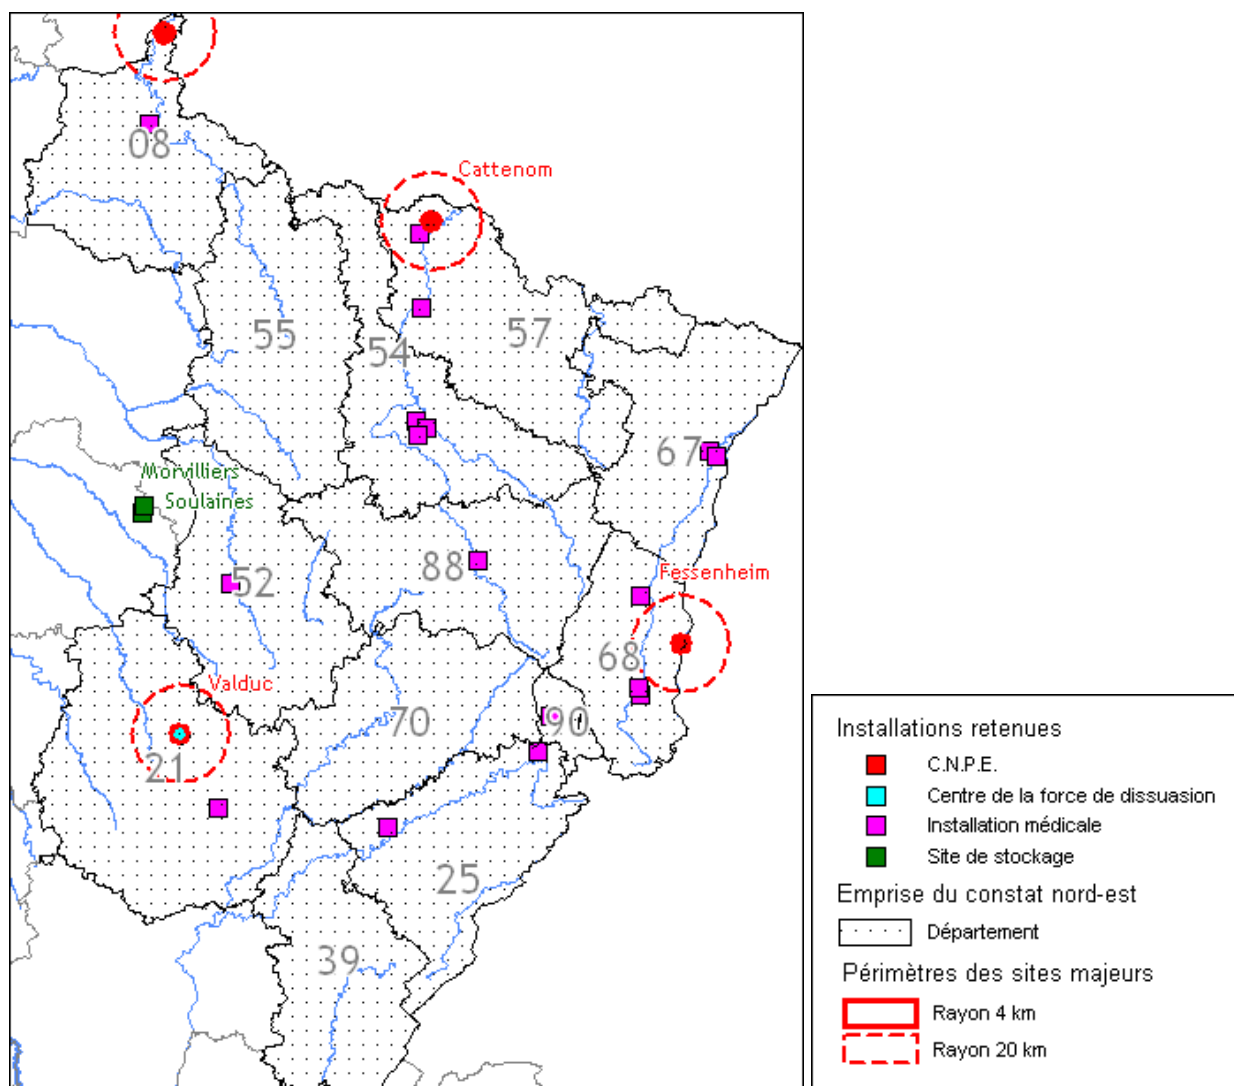 08
Cattenom
55
54
57
67
Morvilliers
Soulaines
52
88
Fessenheim
68
Valduc
70
90
21
25
39
Installations retenues
C.N.P.E.
Centre de la force de dissuasion
Installation médicale
Site de stockage
Emprise du constat nord-est
Département
Périmètres des sites majeurs
Rayon 4 km
Rayon 20 km